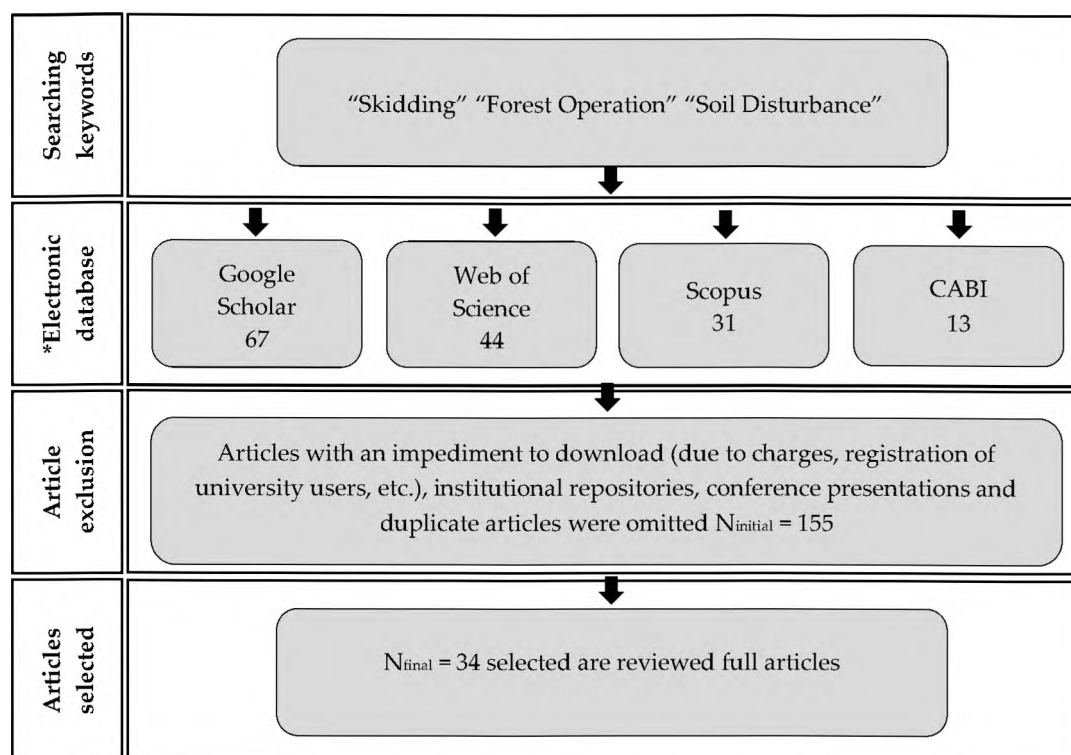 Searching
keywords
“Skidding” “Forest Operation” “Soil Disturbance”
*Electronic
database
Google
Scholar
67
Web of
Science
44
Scopus
31
CABI
13
Article
exclusion
Articles with an impediment to download (due to charges, registration of
university users, etc.), institutional repositories, conference presentations and
duplicate articles were omitted Ninitial = 155
Articles
selected
Nfinal = 34 selected are reviewed full articles